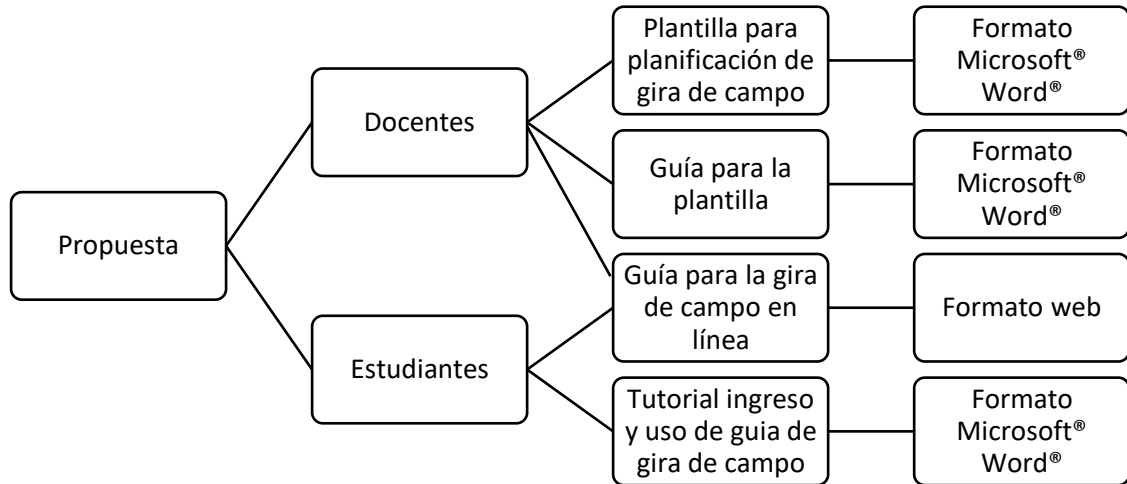 Propuesta
Docentes
Estudiantes
Plantilla para
planificación de
gira de campo
Formato
Microsoft®
Word®
Guía para la
plantilla
Formato
Microsoft®
Word®
Guía para la gira
de campo en
línea
Formato web
Tutorial ingreso
y uso de guia de
gira de campo
Formato
Microsoft®
Word®